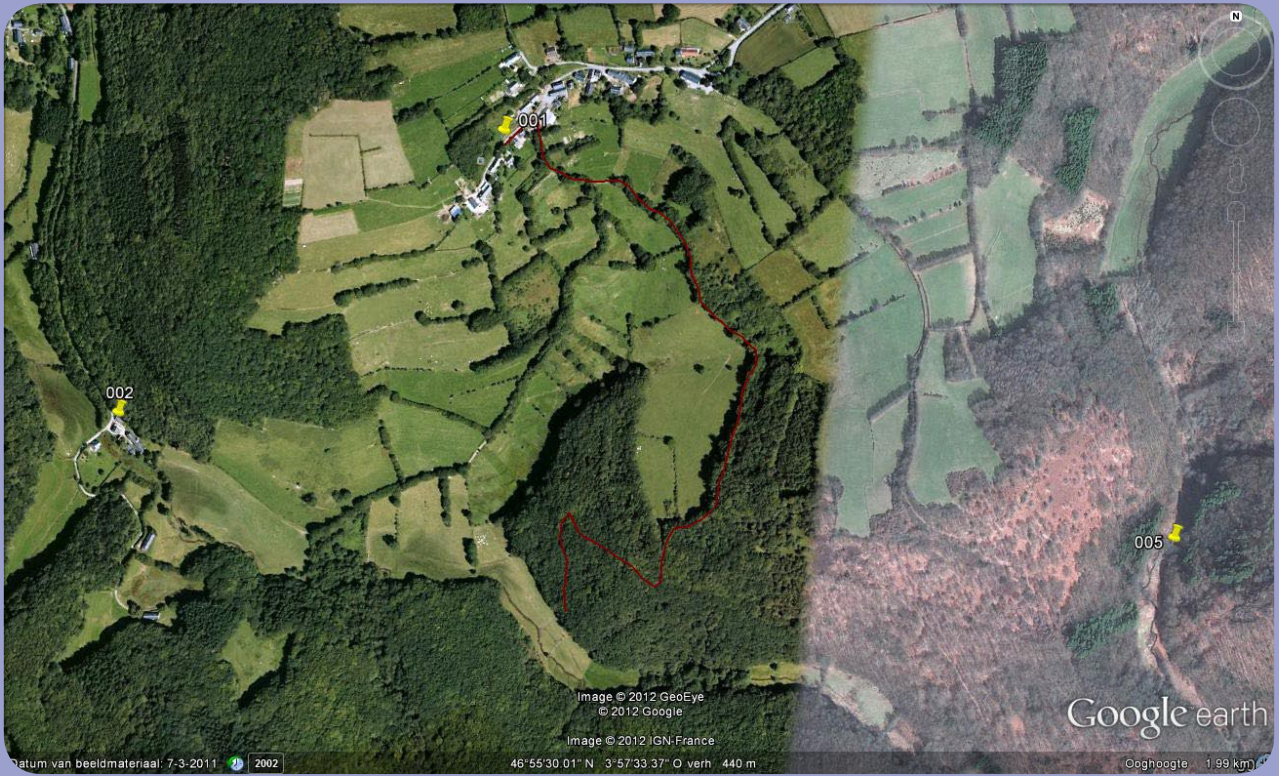 N
001
002
005
Image © 2012 GeoEye
© 2012 Google
Image © 2012 IGN-France
Google earth
Datum van beeldmateriaal: 7-3-2011 2002 46°55'30.01" N 3°57'33.37" O verh 440 m Ooghoogte 1.99 km